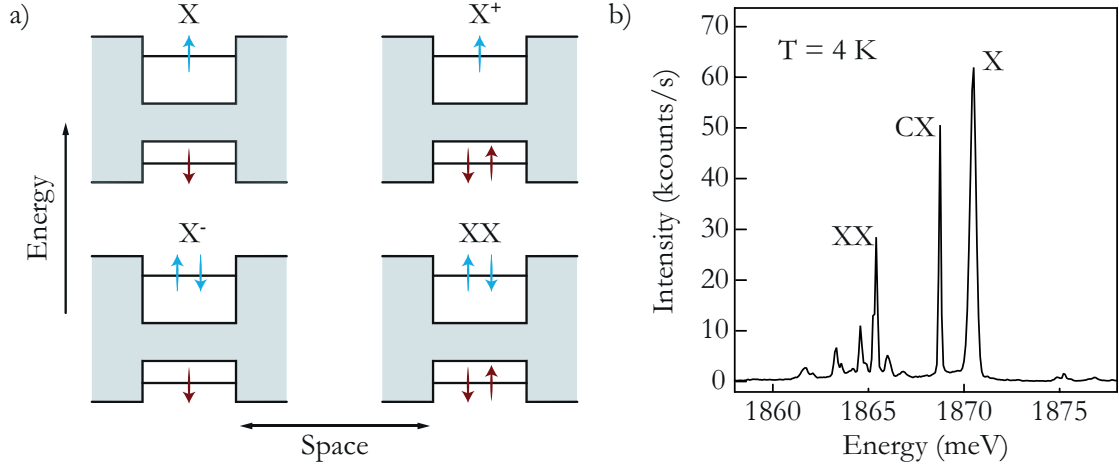 a)
X
X⁺
Energy
X⁻
XX
Space
b)
T = 4 K
X
CX
XX
Intensity (kcounts/s)
70
60
50
40
30
20
10
0
1860
1865
1870
1875
Energy (meV)